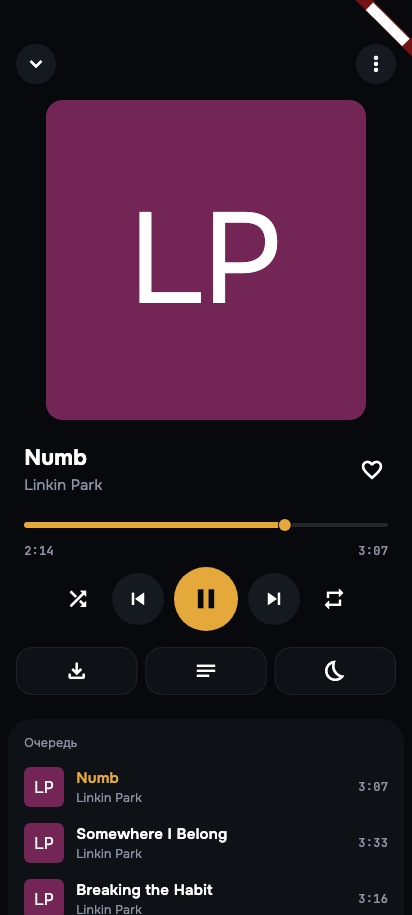 LP
Numb
Linkin Park
2:14
3:07
Очередь
LP
Numb
Linkin Park
3:07
LP
Somewhere I Belong
Linkin Park
3:33
LP
Breaking the Habit
Linkin Park
3:16